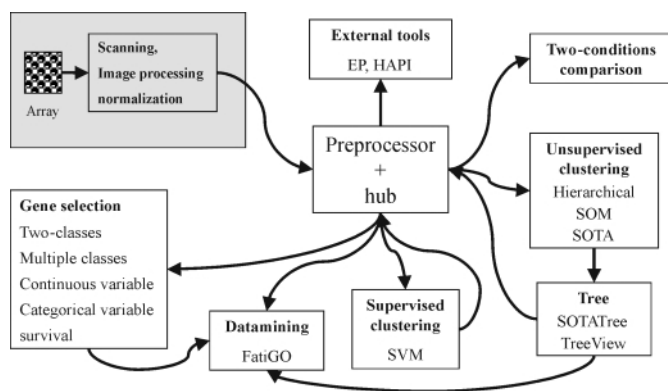 Scanning,
Image processing
normalization
Array
External tools
EP, HAPI
Two-conditions
comparison
Preprocessor
+
hub
Unsupervised
clustering
Hierarchical
SOM
SOTA
Gene selection
Two-classes
Multiple classes
Continuous variable
Categorical variable
survival
Datamining
FatiGO
Supervised
clustering
SVM
Tree
SOTATree
TreeView